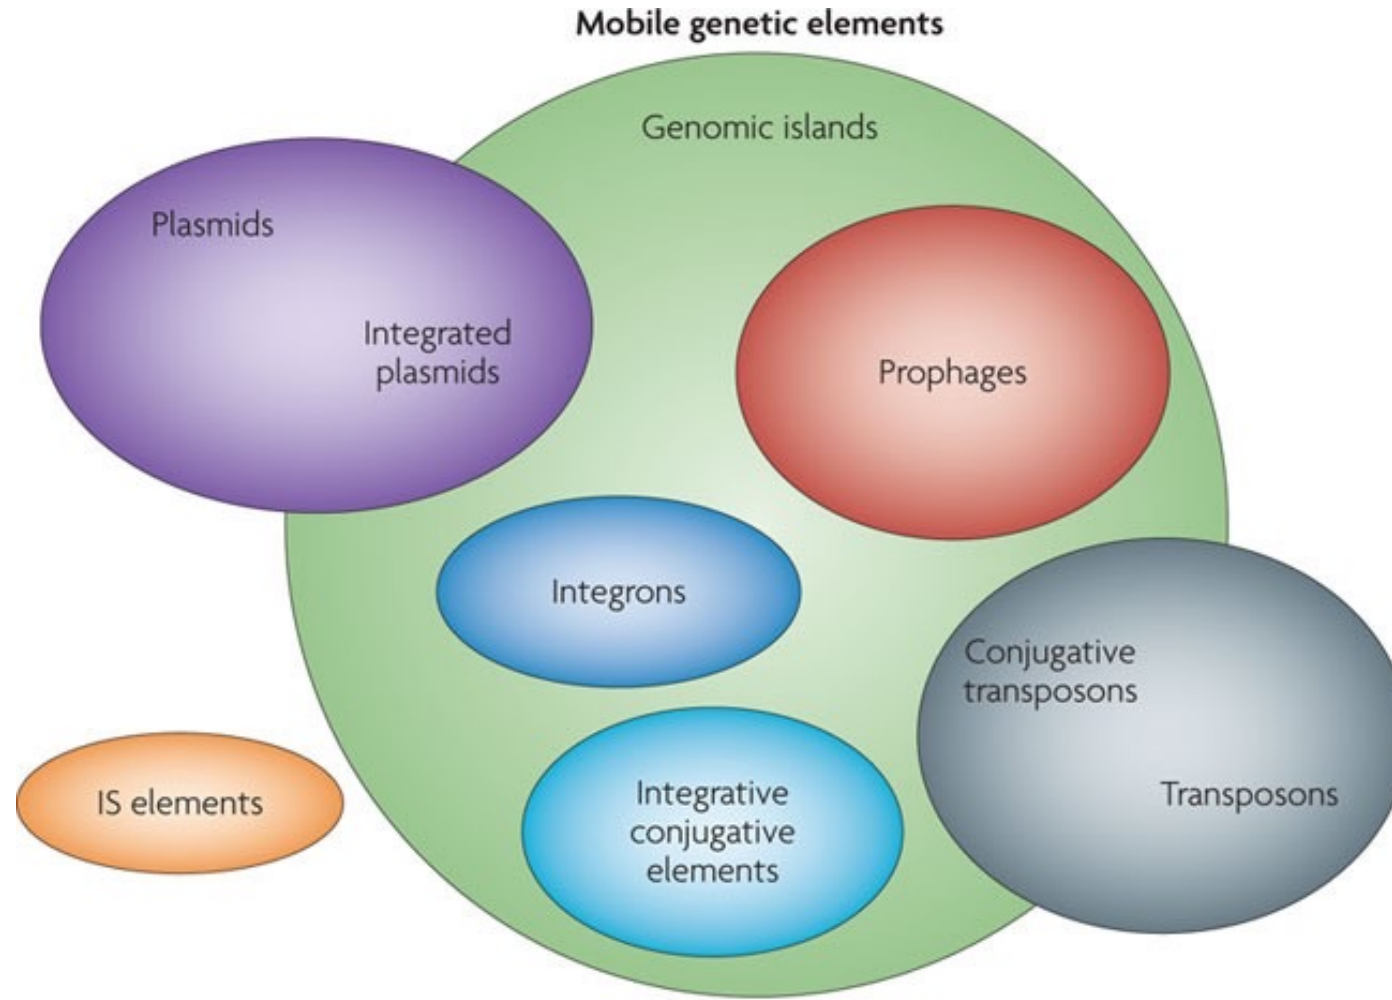 Mobile genetic elements
Genomic islands
Plasmids
Integrated
plasmids
Prophages
Integrons
Conjugative
transposons
Transposons
IS elements
Integrative
conjugative
elements